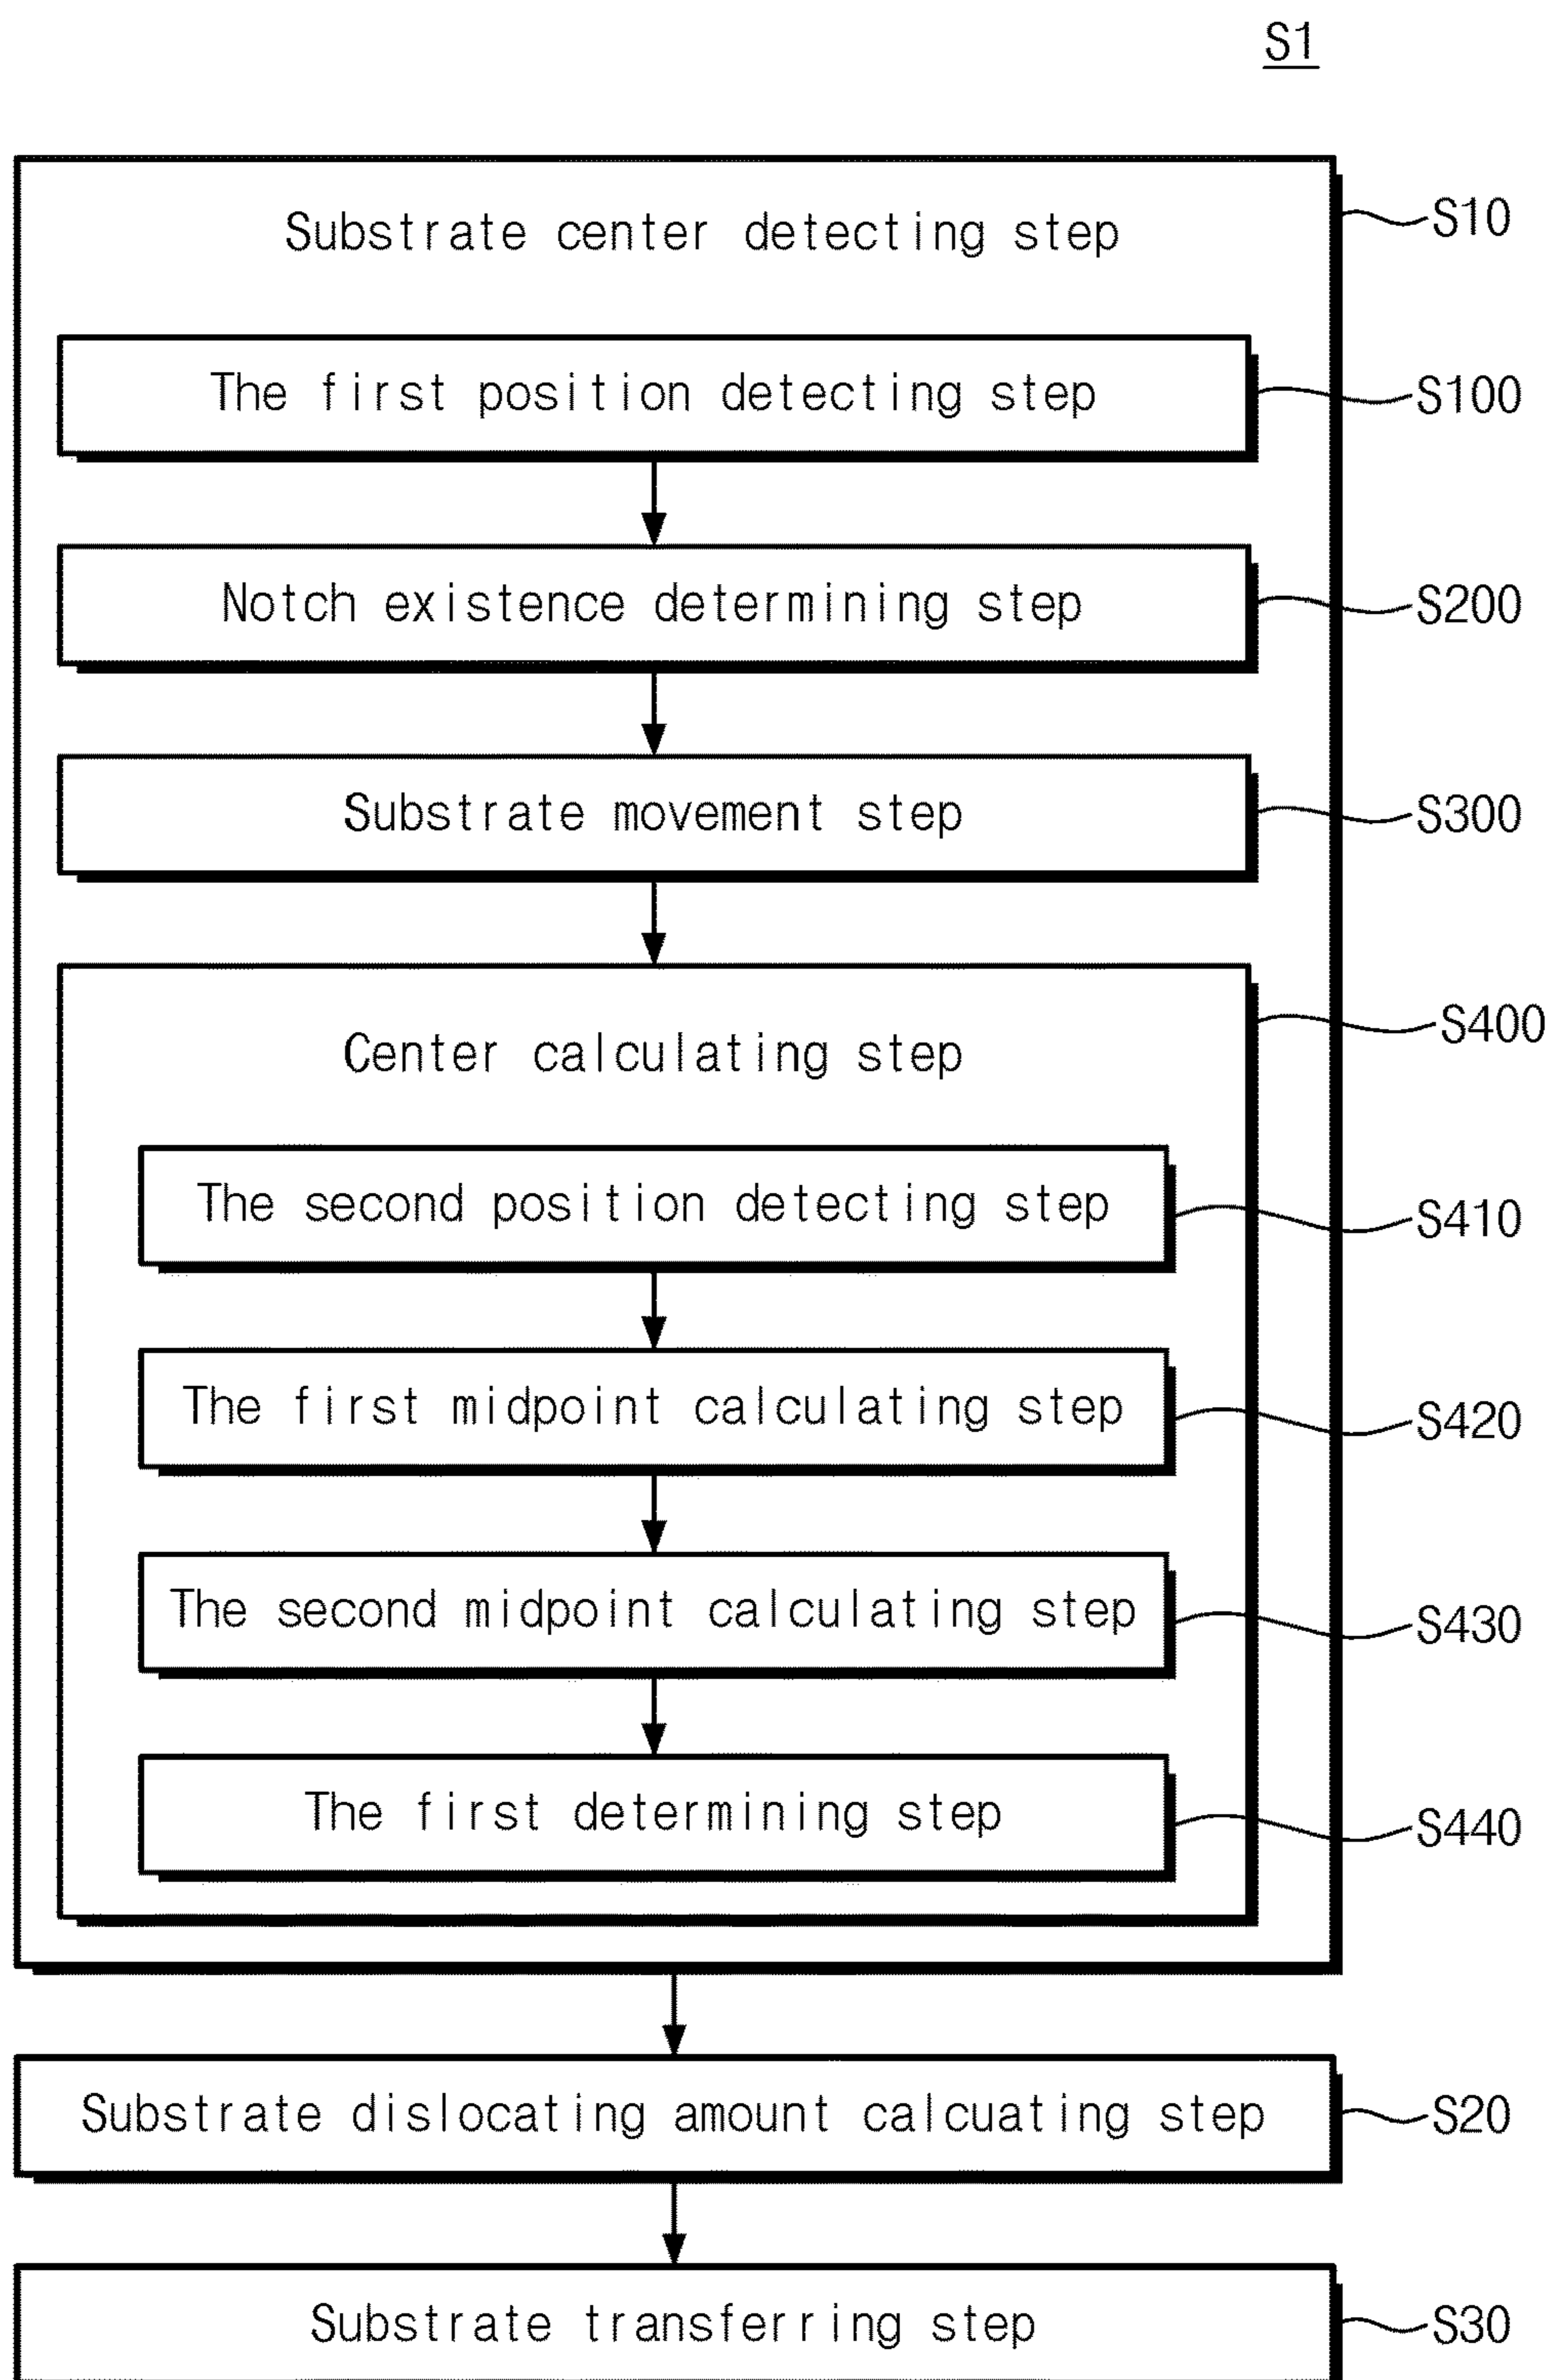 S1
Substrate center detecting step
S10
The first position detecting step
S100
Notch existence determining step
S200
Substrate movement step
S300
Center calculating step
S400
The second position detecting step
S410
The first midpoint calculating step
S420
The second midpoint calculating step
S430
The first determining step
S440
Substrate dislocating amount calcuating step
S20
Substrate transferring step
S30